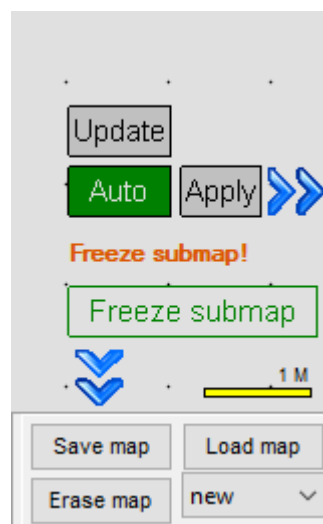 Update
Auto Apply
Freeze submap!
Freeze submap
1 M
Save map Load map
Erase map new